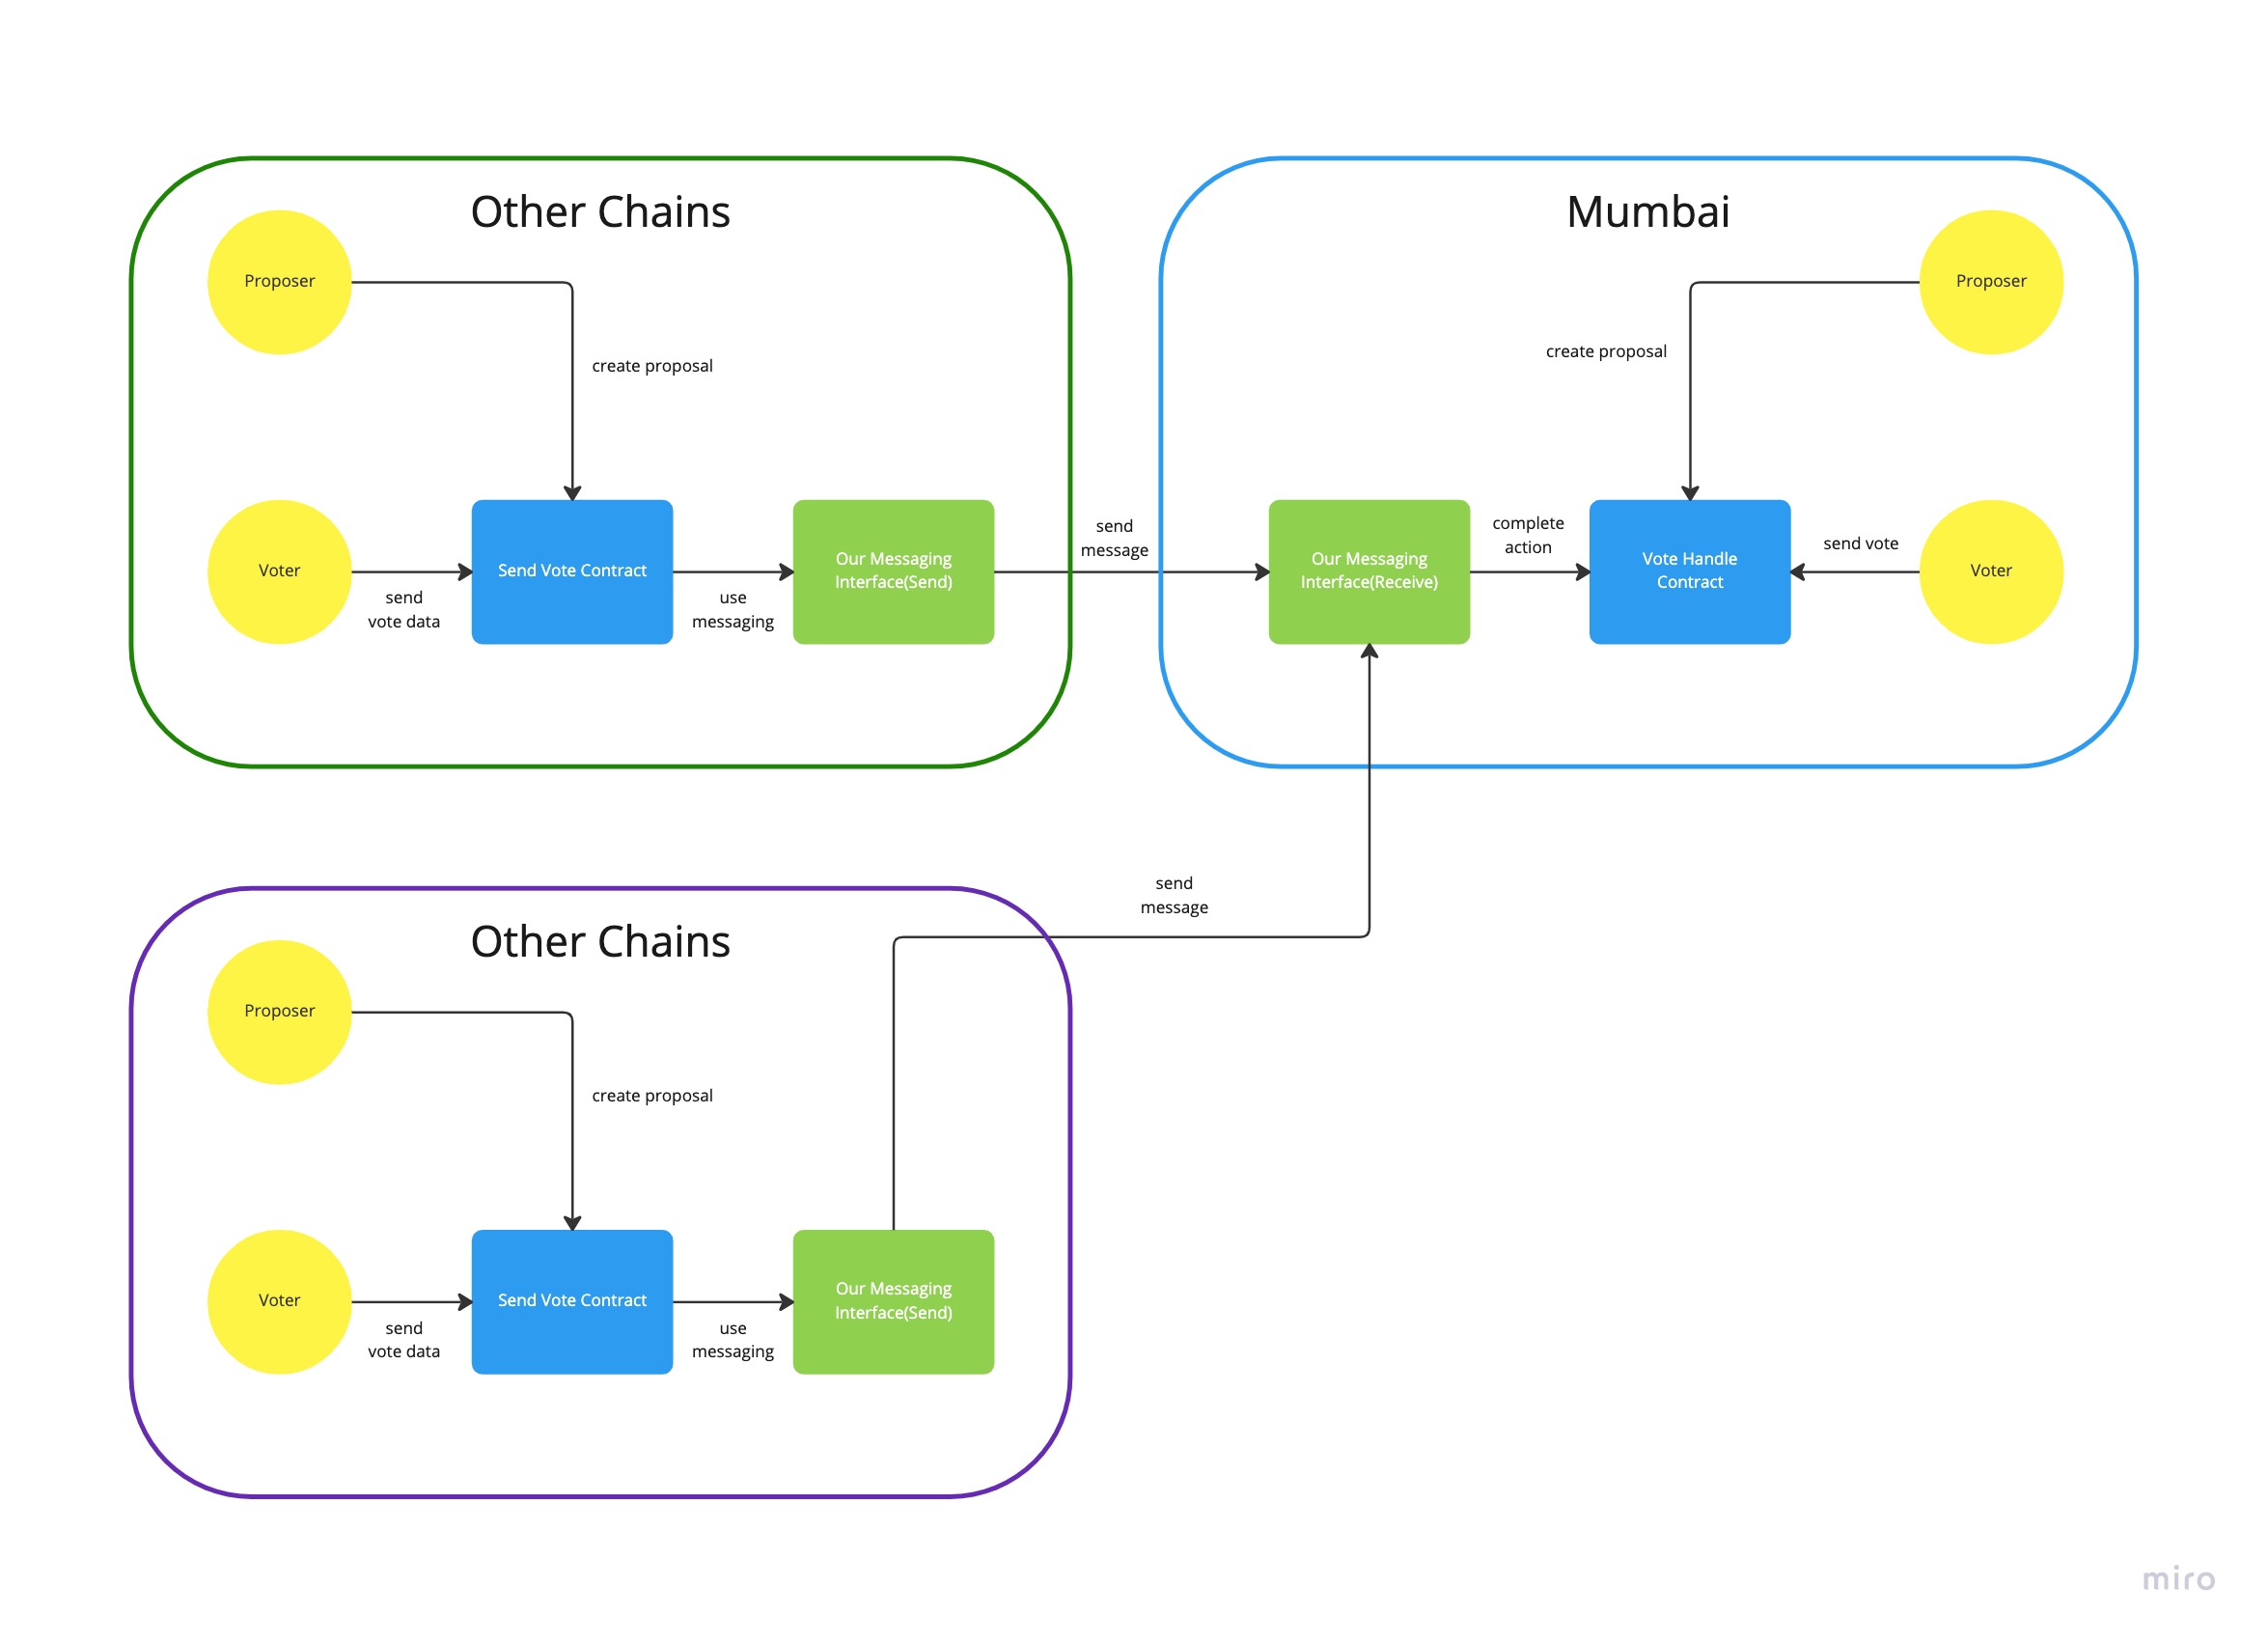 Other Chains
Proposer
create proposal
Voter
send
vote data
Send Vote Contract
use
messaging
Our Messaging
Interface(Send)
send
message
Mumbai
Proposer
create proposal
Our Messaging
Interface(Receive)
complete
action
Vote Handle
Contract
send vote
Voter
send
message
Other Chains
Proposer
create proposal
Voter
send
vote data
Send Vote Contract
use
messaging
Our Messaging
Interface(Send)
miro